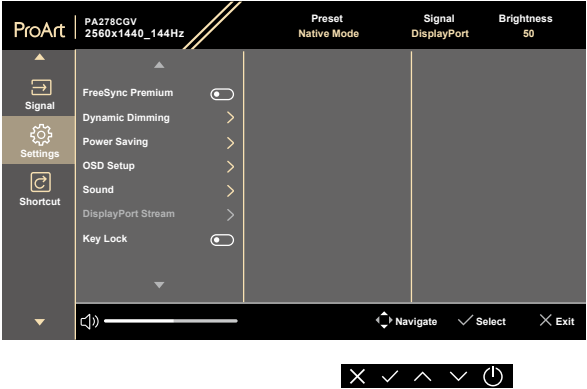 ProArt
PA278CGV
2560x1440_144Hz
Preset
Native Mode
Signal
DisplayPort
Brightness
50
Signal
Settings
Shortcut
FreeSync Premium
Dynamic Dimming
Power Saving
OSD Setup
Sound
DisplayPort Stream
Key Lock
Navigate
Select
Exit